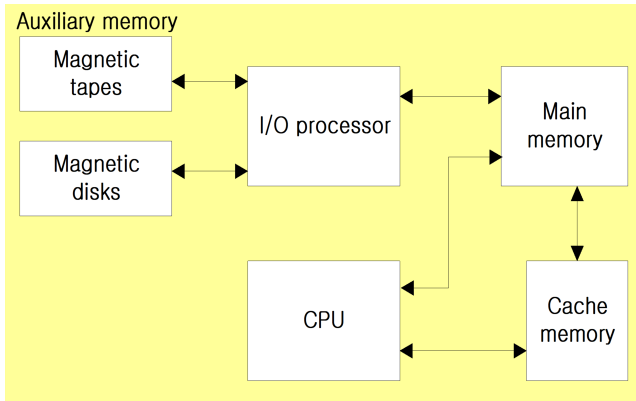 Auxiliary memory
Magnetic
tapes
I/O processor
Main
memory
Magnetic
disks
CPU
Cache
memory